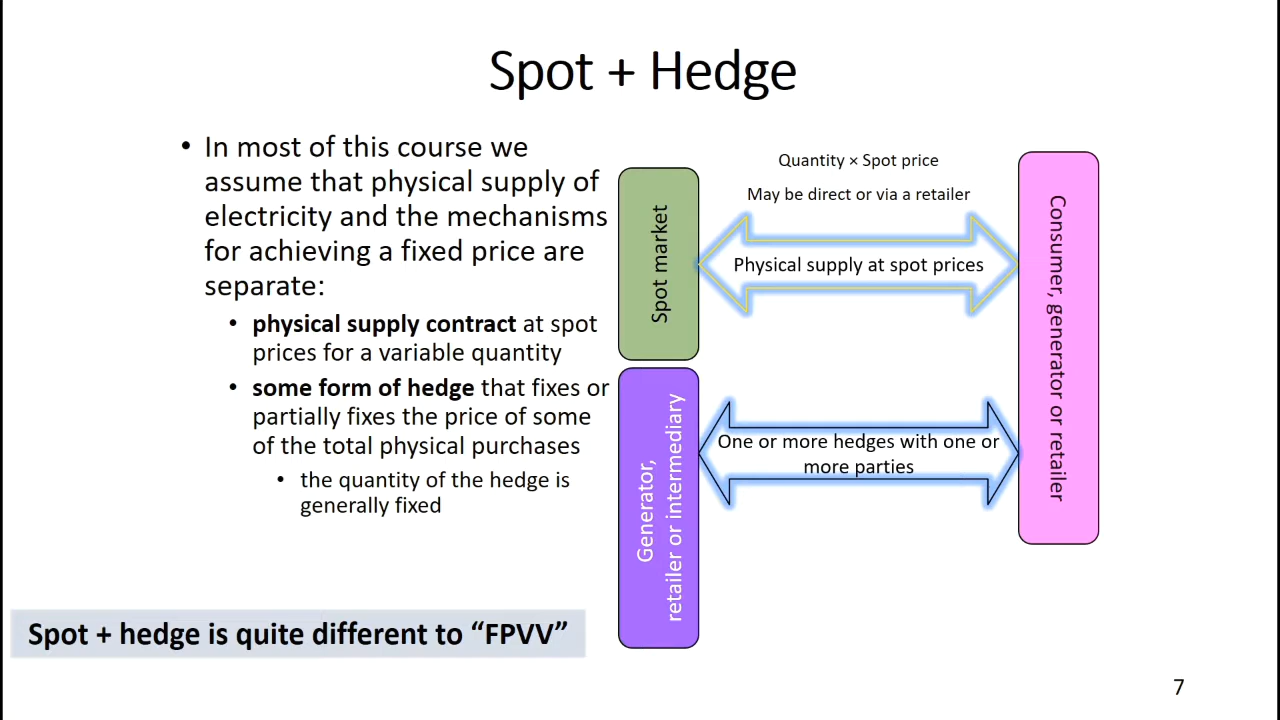 Spot + Hedge
• In most of this course we
assume that physical supply of
electricity and the mechanisms
for achieving a fixed price are
separate:
• physical supply contract at spot
prices for a variable quantity
• some form of hedge that fixes or
partially fixes the price of some
of the total physical purchases
• the quantity of the hedge is
generally fixed
Spot + hedge is quite different to “FPVV”
Quantity × Spot price
May be direct or via a retailer
Spot market
Physical supply at spot prices
Consumer, generator or retailer
Generator,
retailer or intermediary
One or more hedges with one or
more parties
7